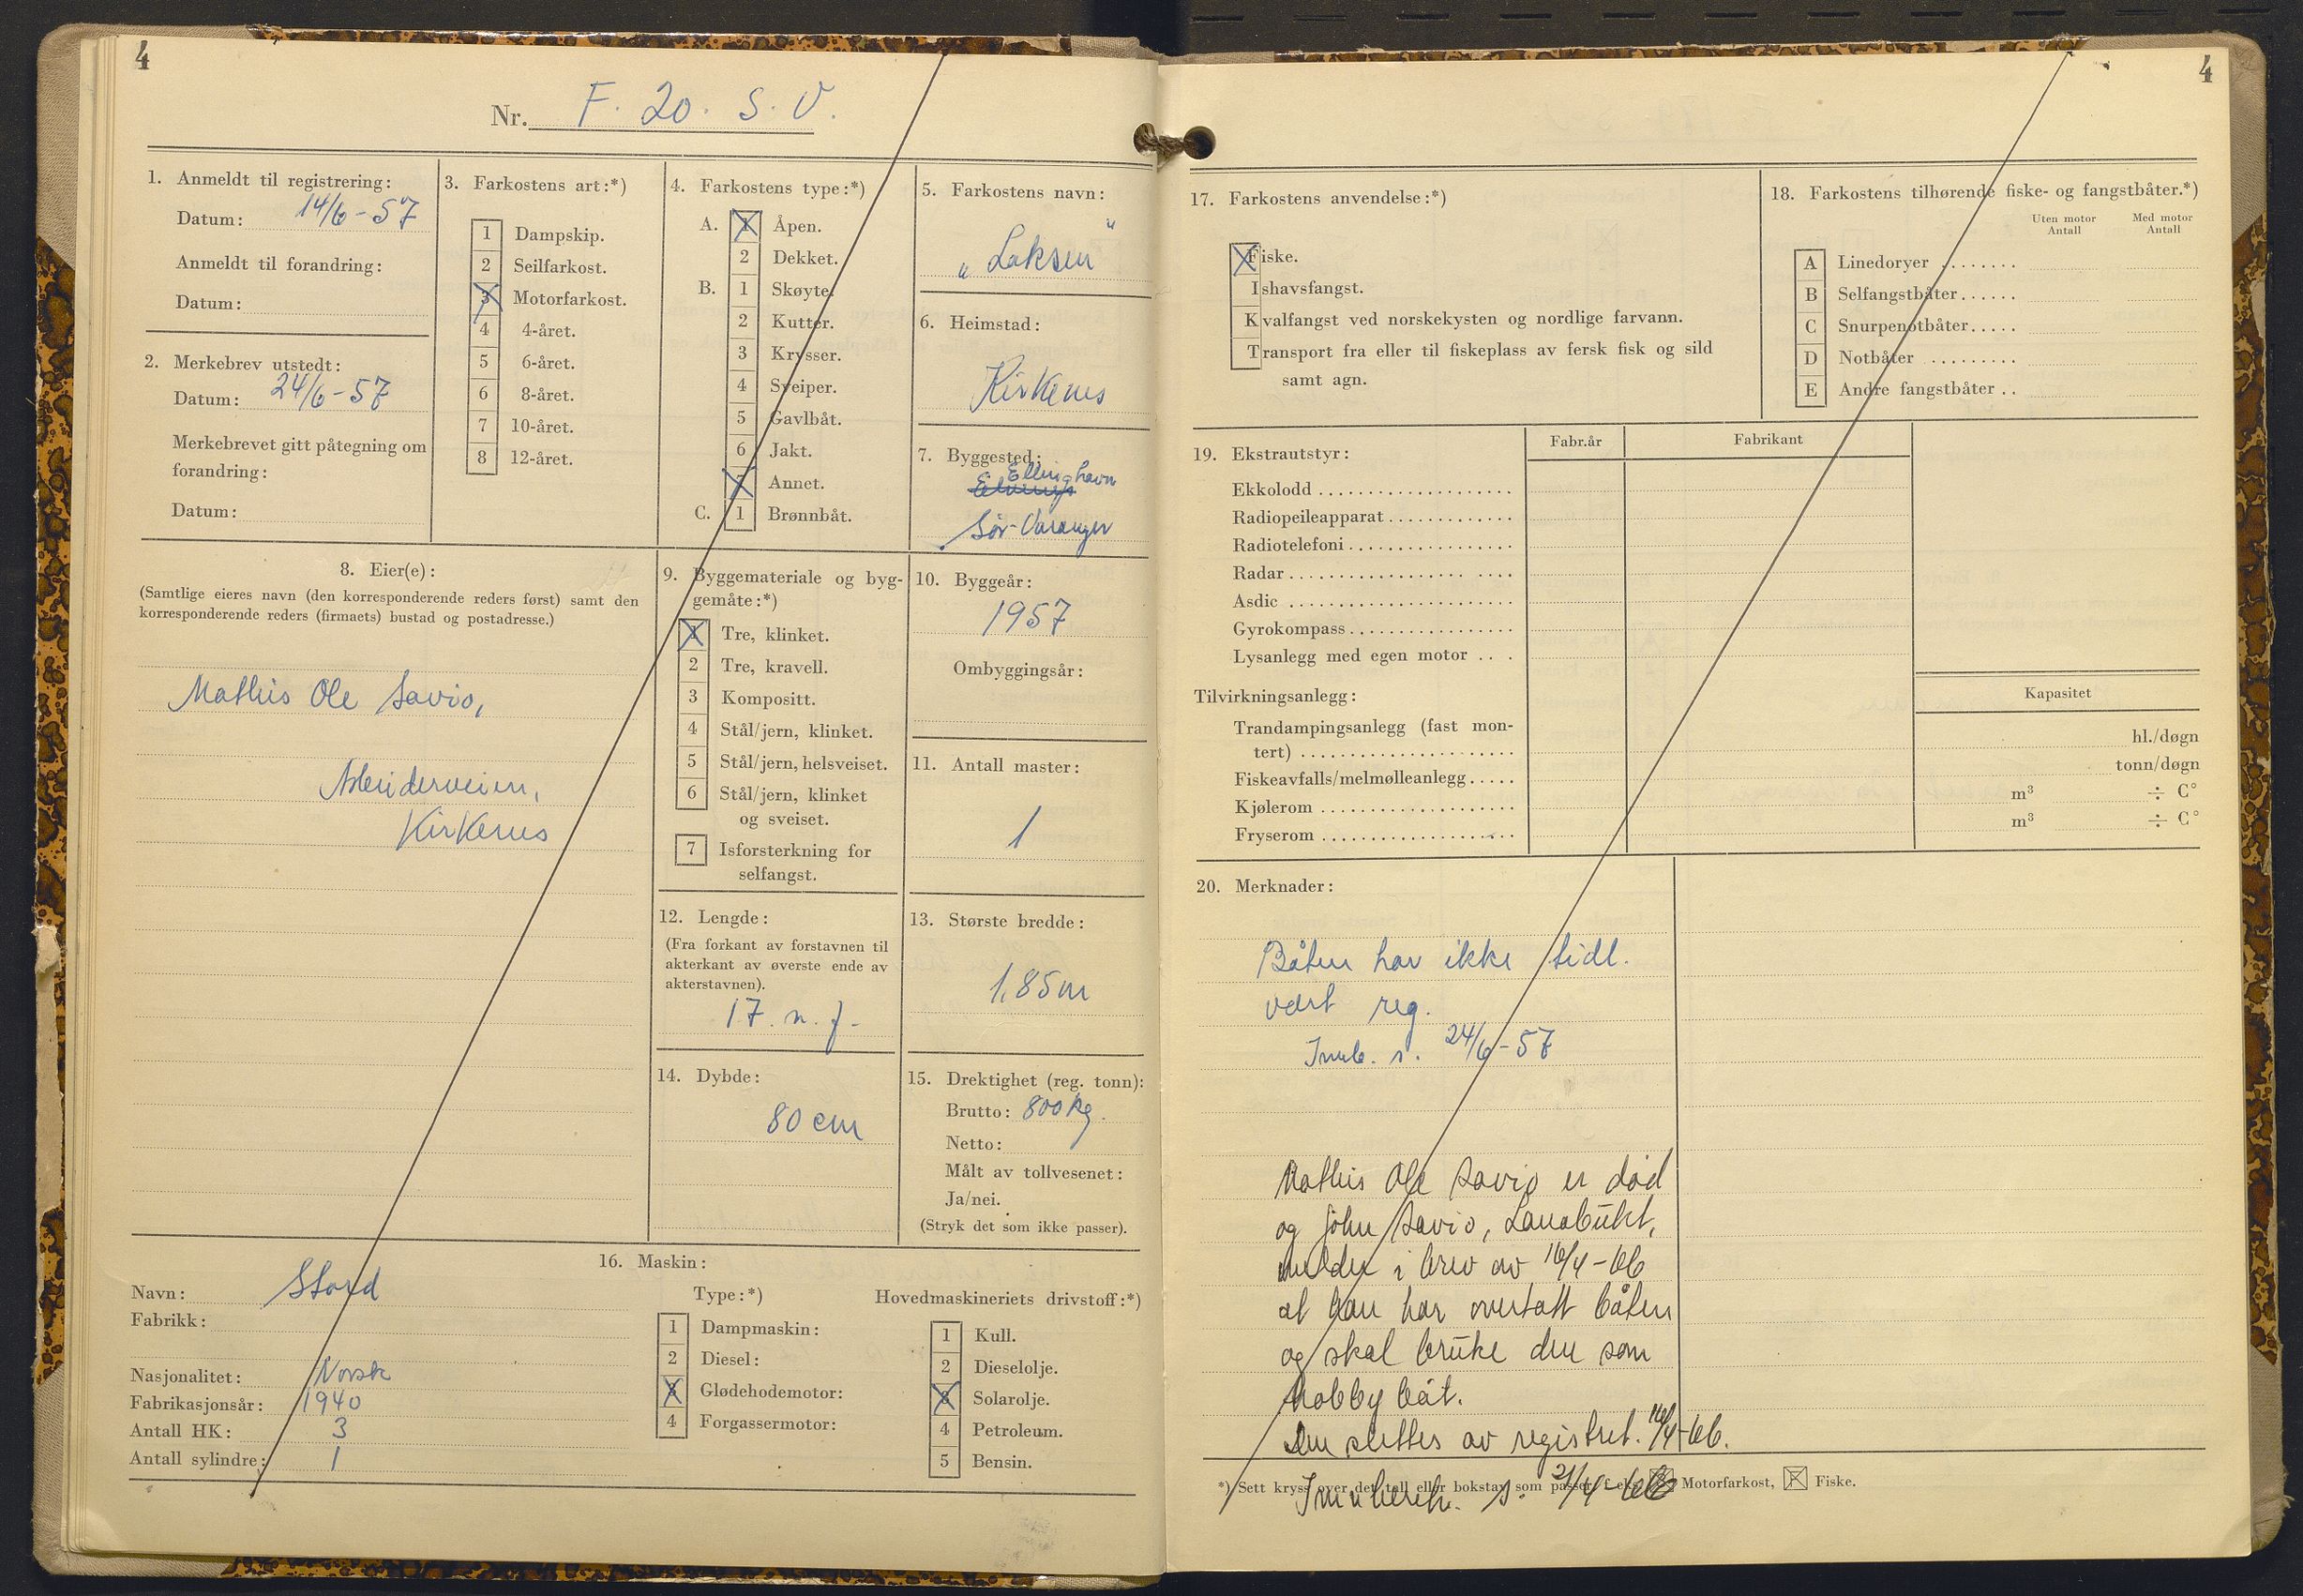 4
Nr. F. 20. S. V.
1. Anmeldt til registrering:
Datum: 14/6-57
Anmeldt til forandring:
Datum:
2. Merkebrev utstedt:
Datum: 24/6-57
Merkebrevet gitt påtegning om
forandring:
Datum:
3. Farkostens art:*)
1 Dampskip.
2 Seilfarkost.
3 Motorfarkost.
4 4-året.
5 6-året.
6 8-året.
7 10-året.
8 12-året.
4. Farkostens type:*)
A. 1 Åpen.
2 Dekket.
B. 1 Skøyte.
2 Kutter.
3 Krysser.
4 Sveiper.
5 Gavlbåt.
6 Jakt.
7 Annet.
C. 1 Brønnbåt.
5. Farkostens navn:
„Laksen"
6. Heimstad:
Kirkenes
7. Byggested:
Ellinghavn
Sør-Varanger
8. Eier(e):
(Samtlige eieres navn (den korresponderende reders først) samt den
korresponderende reders (firmaets) bustad og postadresse.)
Mathis Ole Savio,
Kirkenes
9. Byggemateriale og byg-
gemåte:*)
1 Tre, klinket.
2 Tre, kravell.
3 Kompositt.
4 Stål/jern, klinket.
5 Stål/jern, helsveiset.
6 Stål/jern, klinket
og sveiset.
7 Isforsterkning for
selfangst.
10. Byggeår:
1957
Ombyggingsår:
11. Antall master:
1
12. Lengde:
(Fra forkant av forstavnen til
akterkant av øverste ende av
akterstavnen).
17. n. f.
13. Største bredde:
1,85 m
14. Dybde:
80 cm
15. Drektighet (reg. tonn):
Brutto: 800 kg.
Netto:
Målt av tollvesenet:
Ja/nei.
(Stryk det som ikke passer).
16. Maskin:
Navn: Stord
Fabrikk:
Nasjonalitet: Norsk
Fabrikasjonsår: 1940
Antall HK: 3
Antall sylindre: 1
Type:*)
1 Dampmaskin:
2 Diesel:
3 Glødehodemotor:
4 Forgassermotor:
Hovedmaskineriets drivstoff:*)
1 Kull.
2 Dieselolje.
3 Solarolje.
4 Petroleum.
5 Bensin.
4
17. Farkostens anvendelse:*)
Fiske.
Ishavsfangst.
Kvalfangst ved norskekysten og nordlige farvann.
Transport fra eller til fiskeplass av fersk fisk og sild
samt agn.
18. Farkostens tilhørende fiske- og fangstbåter.*)
Uten motor Antall Med motor Antall
A Linedoryer ........
B Selfangstbåter......
C Snurpenotbåter.....
D Notbåter .........
E Andre fangstbåter ..
19. Ekstrautstyr:
Fabr.år Fabrikant
Ekkolodd ....................
Radiopeileapparat.............
Radiotelefoni.................
Radar.......................
Asdic .......................
Gyrokompass.................
Lysanlegg med egen motor ...
Tilvirkningsanlegg:
Kapasitet
Trandampingsanlegg (fast mon-
tert) ...................... hl./døgn
Fiskeavfalls/melmølleanlegg..... tonn/døgn
Kjølerom .................... m³ ÷ C°
Fryserom .................... m³ ÷ C°
20. Merknader:
Båten har ikke tidl.
vært reg.
Innb. s. 24/6-57
Mathis Ole Savio er død
og John Savio, Lanabukt,
melder i brev av 16/4-66
at han har overtatt båten
og skal bruke den som
hobby båt.
Den slettes av registret. 16/4-66.
*) Sett kryss over det tall eller bokstav som passer, f.eks. Motorfarkost, Fiske.
Innberetn. s. 21/4-66